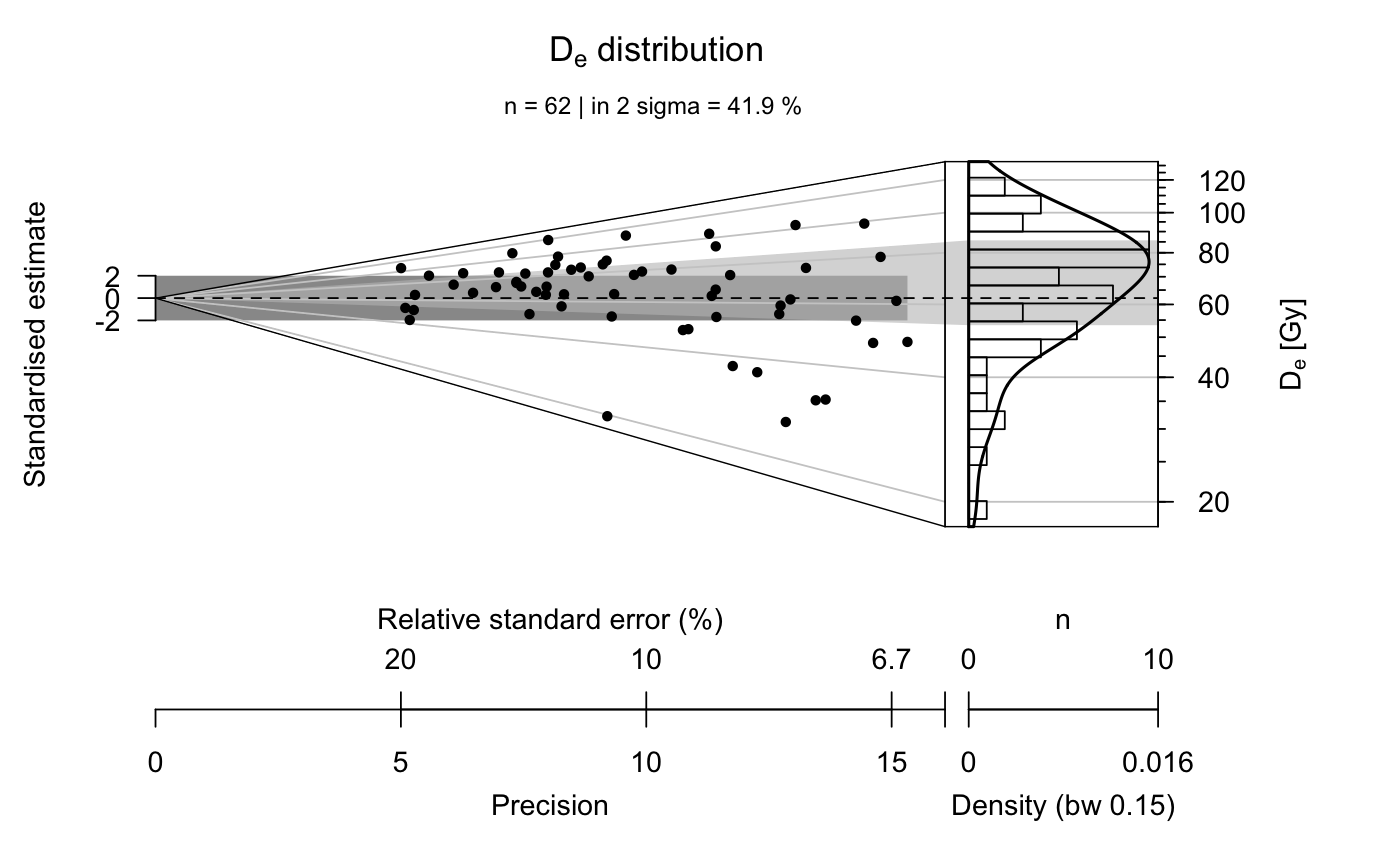 De distribution
n = 62 | in 2 sigma = 41.9 %
Standardised estimate
2
0
-2
120
100
80
60
40
20
De [Gy]
Relative standard error (%)
n
20 10 6.7 0 10
0 5 10 15 0 0.016
Precision
Density (bw 0.15)